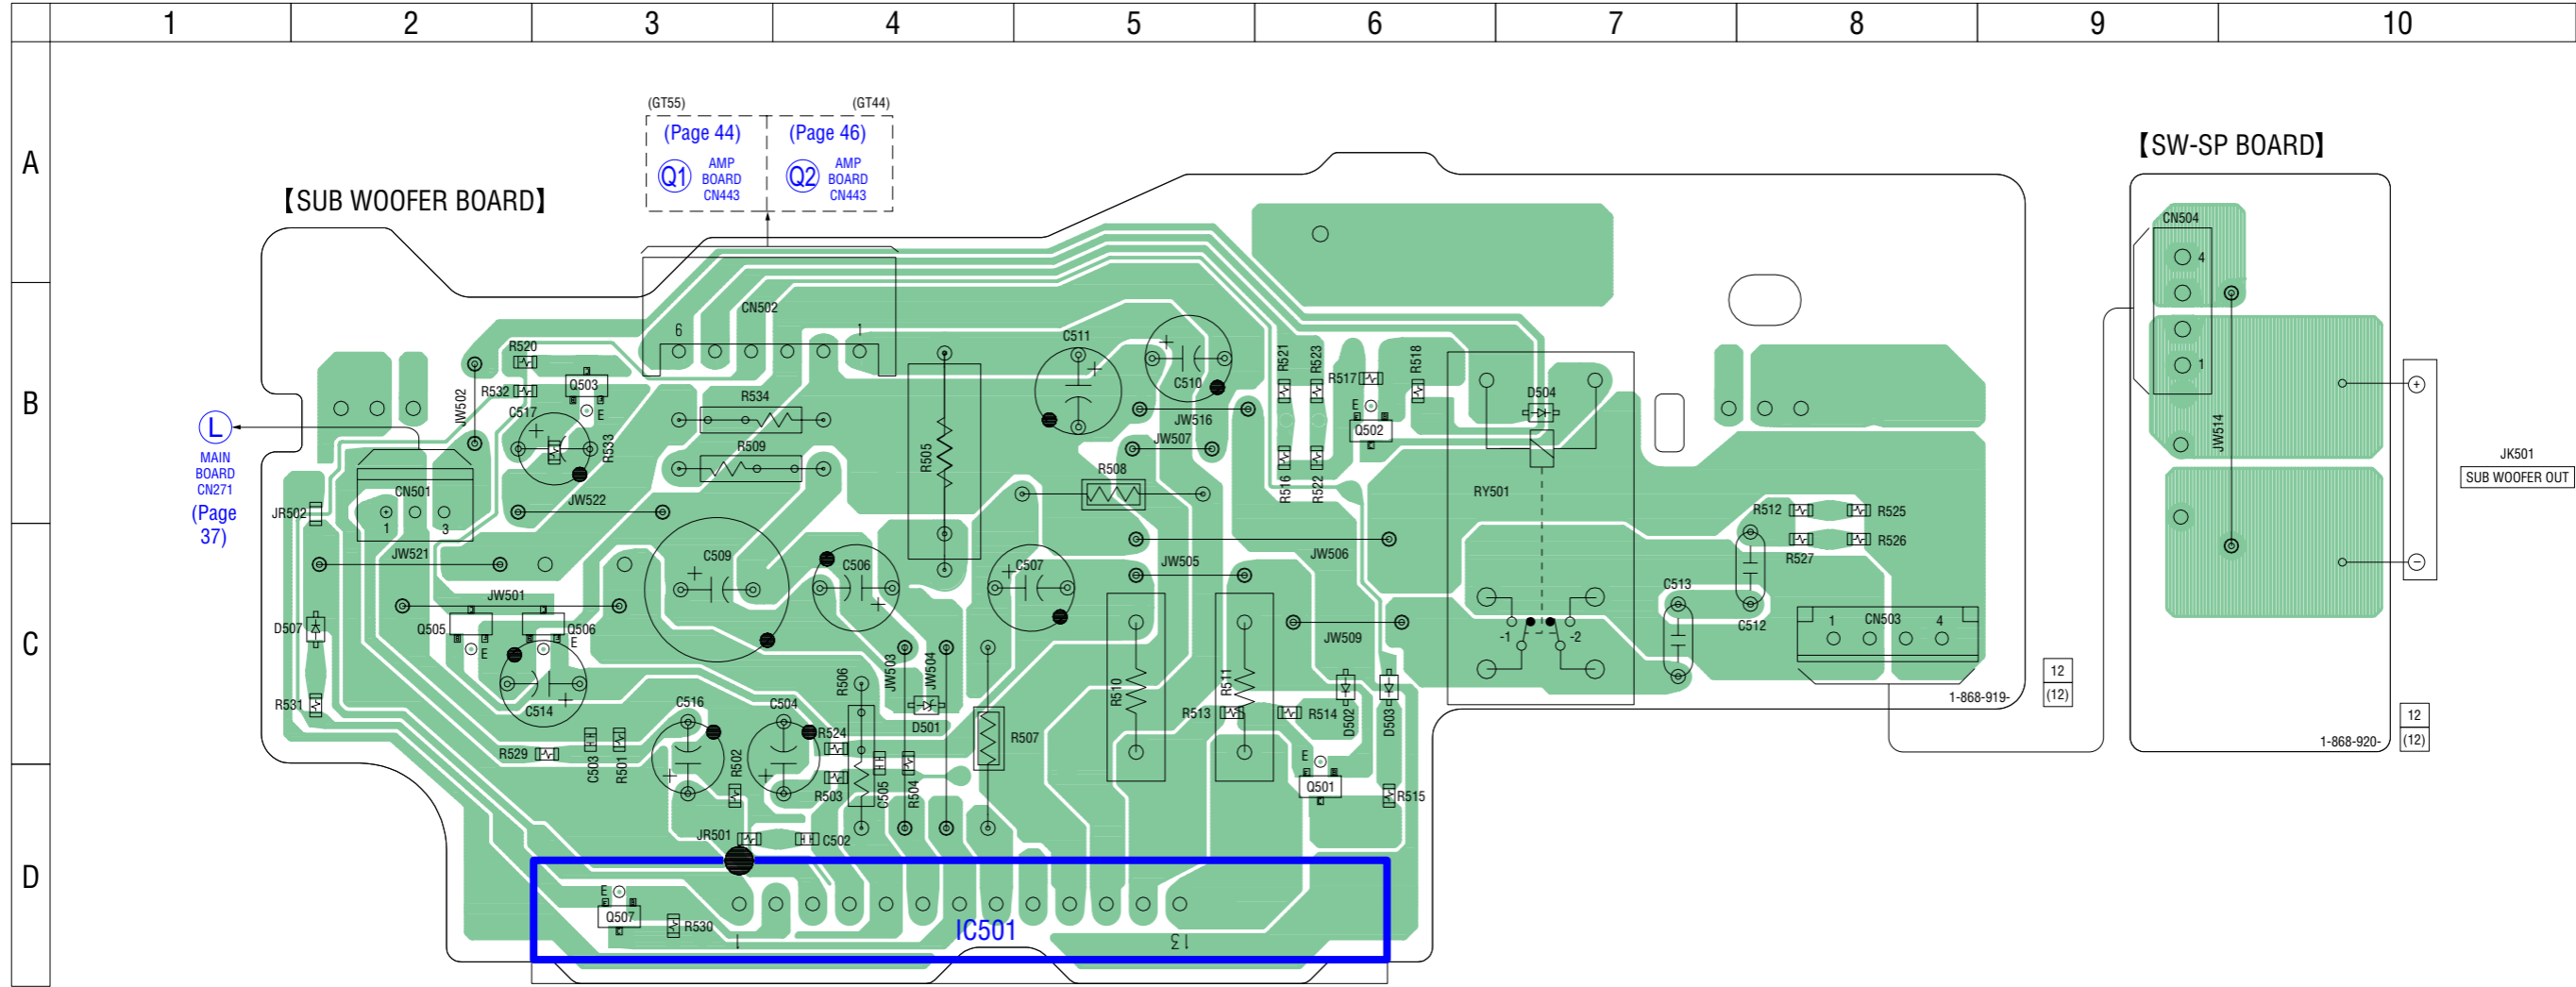 1 2 3 4 5 6 7 8 9 10
A
B
C
D
(GT55) (GT44)
(Page 44) (Page 46)
Q1 AMP BOARD CN443
Q2 AMP BOARD CN443
【SUB WOOFER BOARD】
【SW-SP BOARD】
CN504
4
1
CN502
6 1
C511
C510
R520
R532
Q503
E
C517
R533
JW502
R534
R509
R505
JW516
JW507
R508
R521
R523
R517
R518
E
Q502
R516
R522
D504
RY501
JW514
+
JK501
SUB WOOFER OUT
−
L
MAIN
BOARD
CN271
(Page
37)
CN501
1 3
JR502
JW522
JW521
JW501
C509
C506
C507
JW505
JW506
R512
R525
R527
R526
C513
C512
1 CN503 4
-1 -2
D507
Q505
E
Q506
E
R531
C514
R506
JW503
JW504
D501
R510
R511
JW509
R513
R514
D502
D503
1-868-919-
12
(12)
1-868-920-
12
(12)
C516
C504
R524
R507
R529
C503
R501
R502
R503
C505
R504
E
Q501
R515
JR501
C502
E
Q507
R530
1
IC501
13